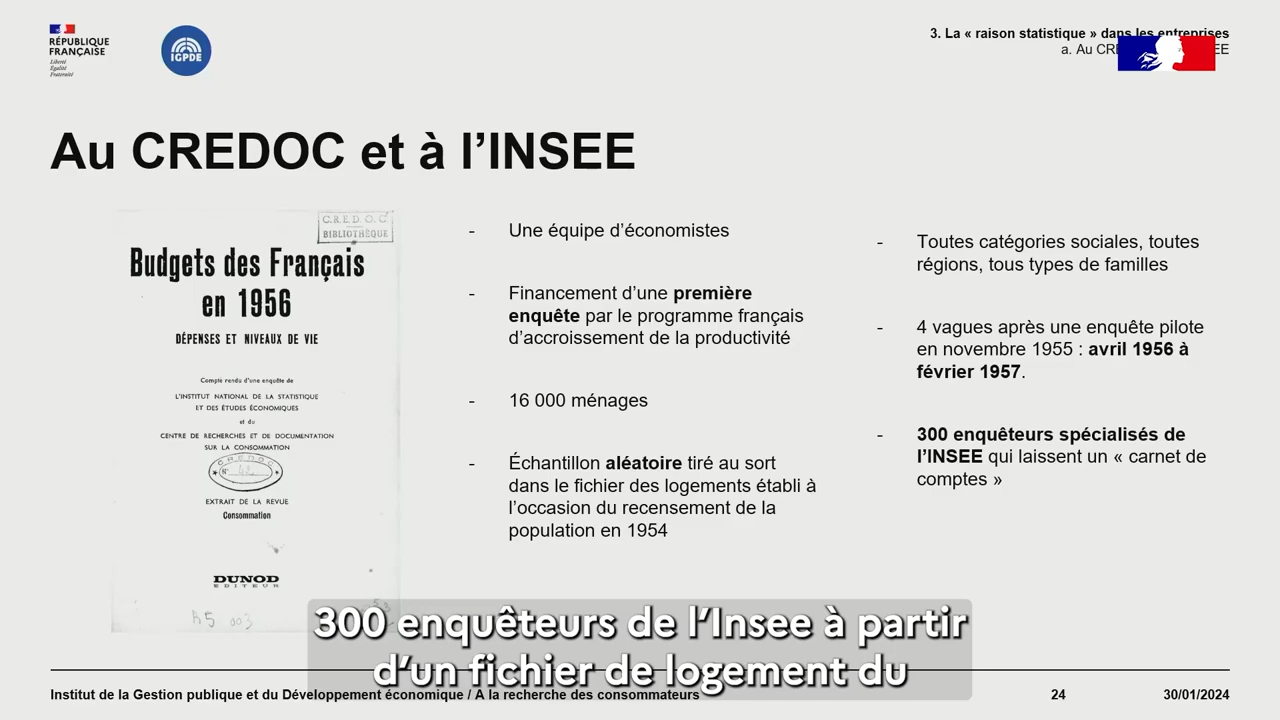 RÉPUBLIQUE
FRANÇAISE
Liberté
Égalité
Fraternité
IGPDE
3. La « raison statistique » dans les entreprises
a. Au CRE
EE
Au CREDOC et à l’INSEE
C.R.E.D.O.C
BIBLIOTHÈQUE
Budgets des Français
en 1956
DÉPENSES ET NIVEAUX DE VIE
Compte rendu d'une enquête de
L'INSTITUT NATIONAL DE LA STATISTIQUE
ET DES ÉTUDES ÉCONOMIQUES
et du
CENTRE DE RECHERCHES ET DE DOCUMENTATION
SUR LA CONSOMMATION
CREDOC
N°
EXTRAIT DE LA REVUE
Consommation
DUNOD
EDITEUR
A5 003
- Une équipe d’économistes
- Financement d’une première
enquête par le programme français
d’accroissement de la productivité
- 16 000 ménages
- Échantillon aléatoire tiré au sort
dans le fichier des logements établi à
l’occasion du recensement de la
population en 1954
- Toutes catégories sociales, toutes
régions, tous types de familles
- 4 vagues après une enquête pilote
en novembre 1955 : avril 1956 à
février 1957.
- 300 enquêteurs spécialisés de
l’INSEE qui laissent un « carnet de
comptes »
300 enquêteurs de l’Insee à partir
d’un fichier de logement du
Institut de la Gestion publique et du Développement économique / A la recherche des consommateurs
24
30/01/2024